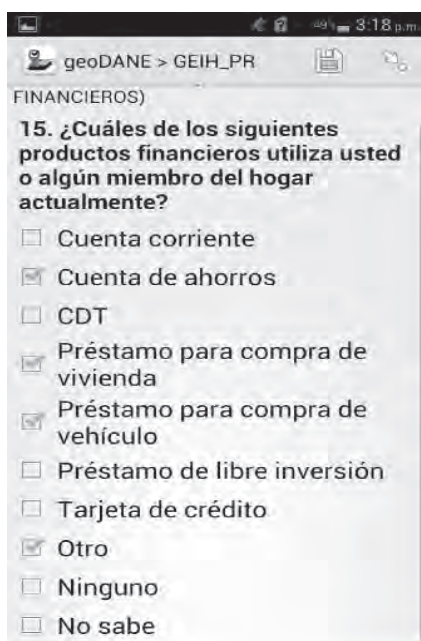 3:18 p.m.
geoDANE > GEIH_PR
FINANCIEROS)
15. ¿Cuáles de los siguientes
productos financieros utiliza usted
o algún miembro del hogar
actualmente?
Cuenta corriente
Cuenta de ahorros
CDT
Préstamo para compra de
vivienda
Préstamo para compra de
vehículo
Préstamo de libre inversión
Tarjeta de crédito
Otro
Ninguno
No sabe